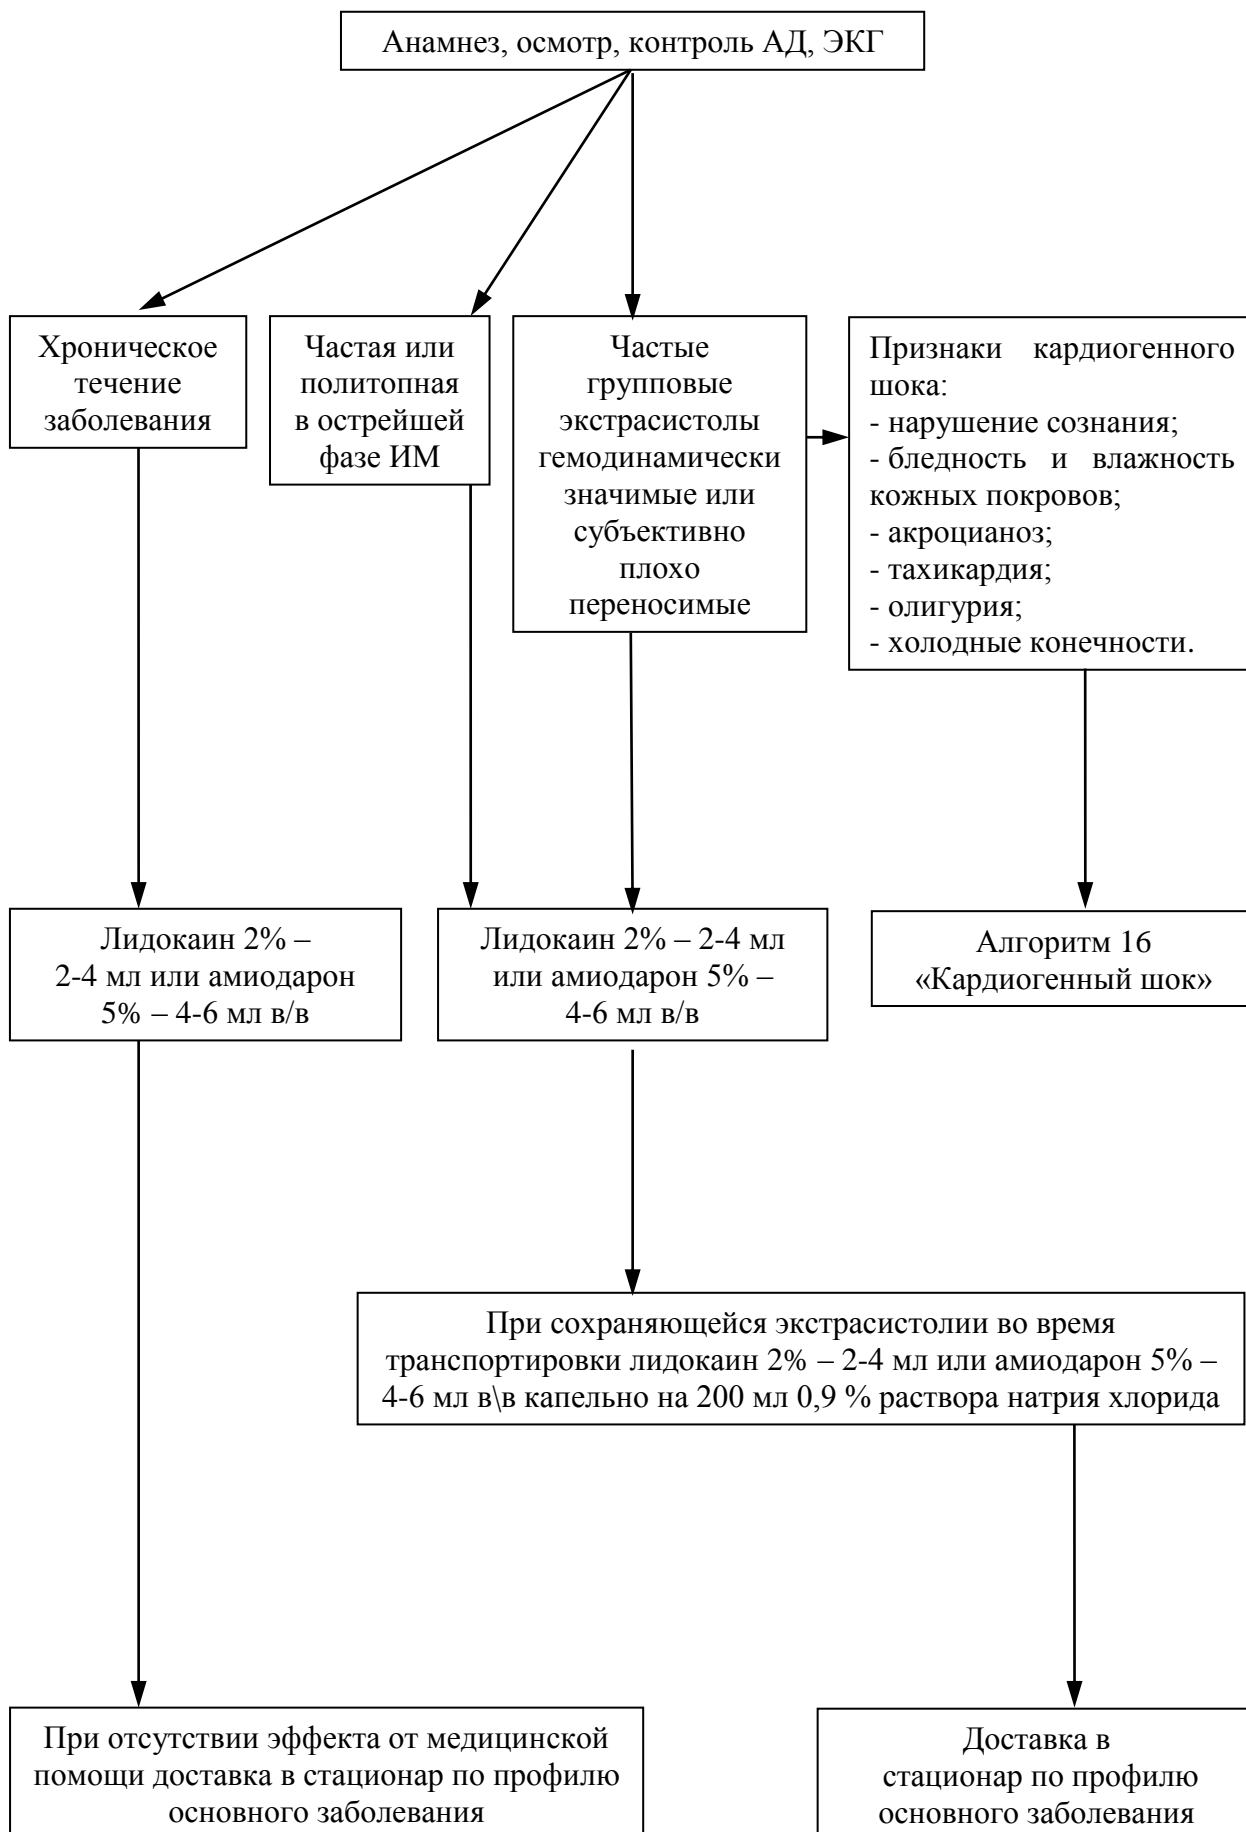 Анамнез, осмотр, контроль АД, ЭКГ
Хроническое
течение
заболевания
Частая или
политопная
в острейшей
фазе ИМ
Частые
групповые
экстрасистолы
гемодинамически
значимые или
субъективно
плохо
переносимые
Признаки кардиогенного
шока:
- нарушение сознания;
- бледность и влажность
кожных покровов;
- акроцианоз;
- тахикардия;
- олигурия;
- холодные конечности.
Лидокаин 2% –
2-4 мл или амиодарон
5% – 4-6 мл в/в
Лидокаин 2% – 2-4 мл
или амиодарон 5% –
4-6 мл в/в
Алгоритм 16
«Кардиогенный шок»
При сохраняющейся экстрасистолии во время
транспортировки лидокаин 2% – 2-4 мл или амиодарон 5% –
4-6 мл в\в капельно на 200 мл 0,9 % раствора натрия хлорида
При отсутствии эффекта от медицинской
помощи доставка в стационар по профилю
основного заболевания
Доставка в
стационар по профилю
основного заболевания